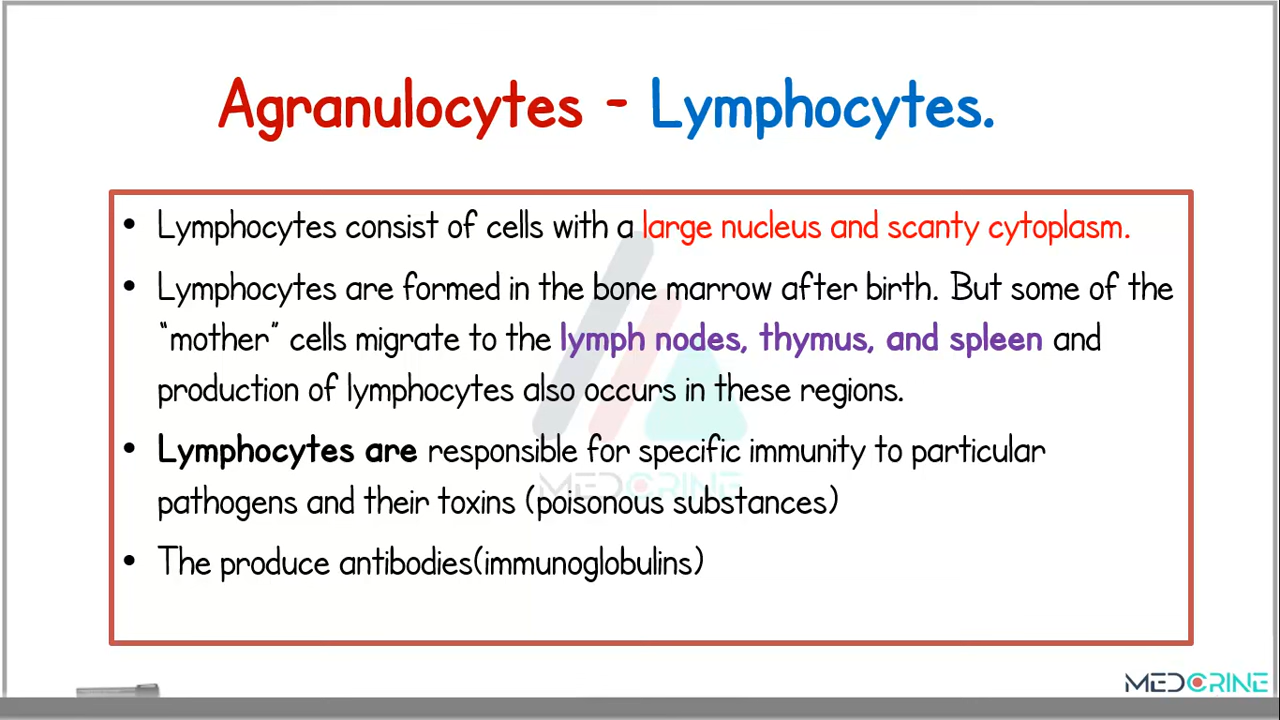 Agranulocytes - Lymphocytes.
• Lymphocytes consist of cells with a large nucleus and scanty cytoplasm.
• Lymphocytes are formed in the bone marrow after birth. But some of the
“mother” cells migrate to the lymph nodes, thymus, and spleen and
production of lymphocytes also occurs in these regions.
• Lymphocytes are responsible for specific immunity to particular
pathogens and their toxins (poisonous substances)
MEDCRINE
• The produce antibodies(immunoglobulins)
MEDCRINE